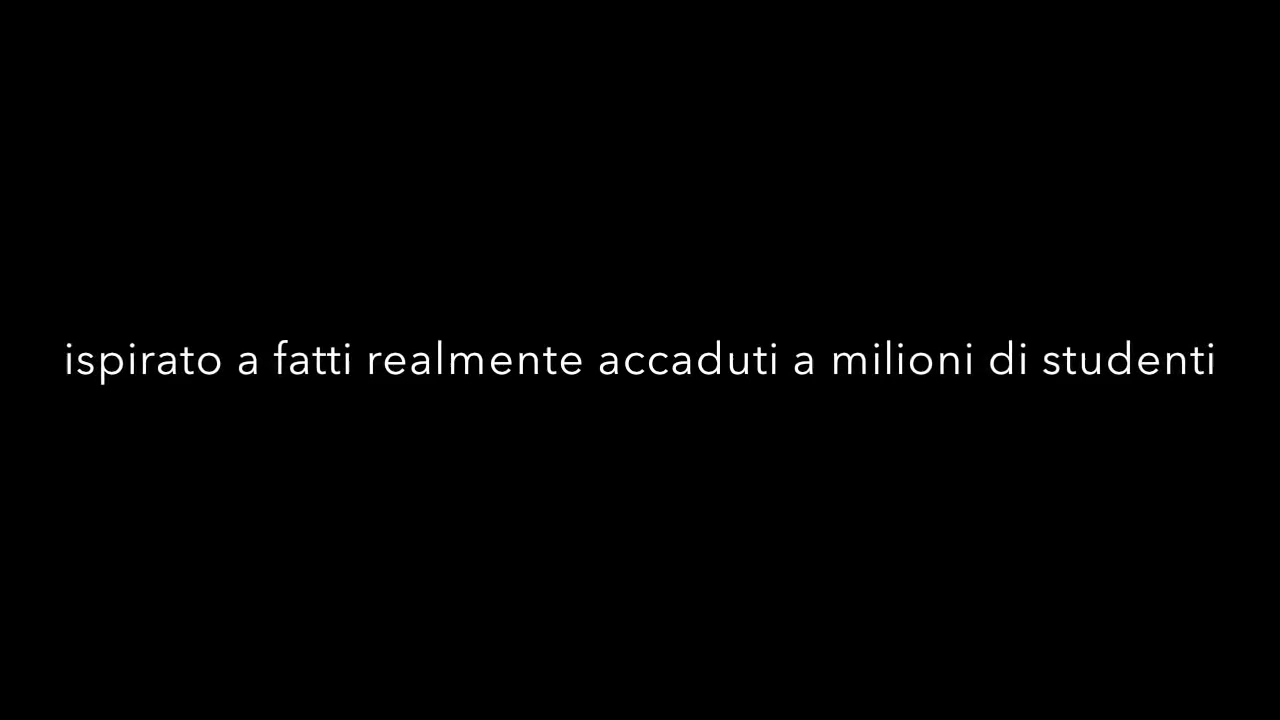 ispirato a fatti realmente accaduti a milioni di studenti